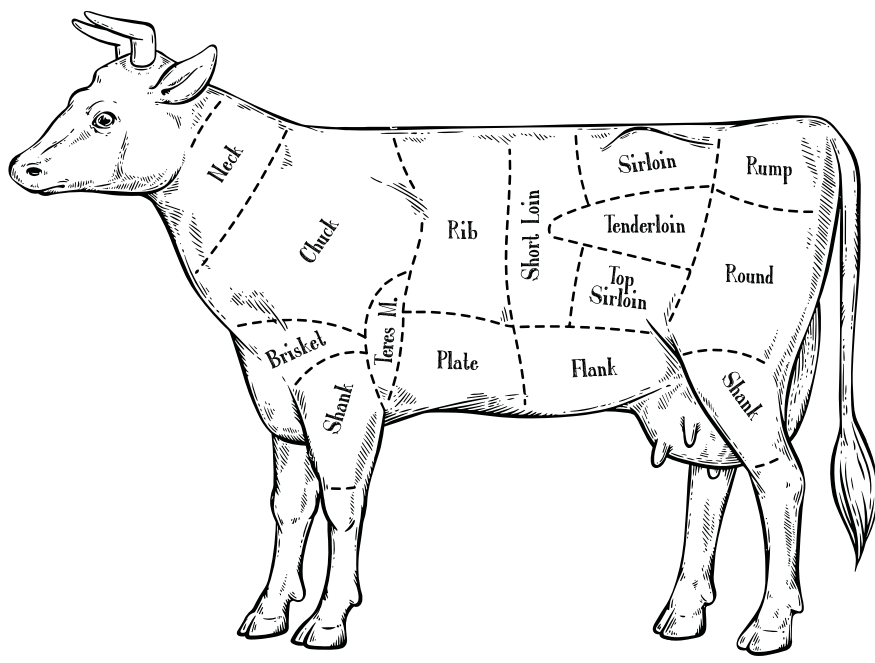 Neck
Chuck
Rib
Short Loin
Sirloin
Rump
Tenderloin
Top
Sirloin
Round
Brisket
Teres M.
Plate
Flank
Shank
Shank